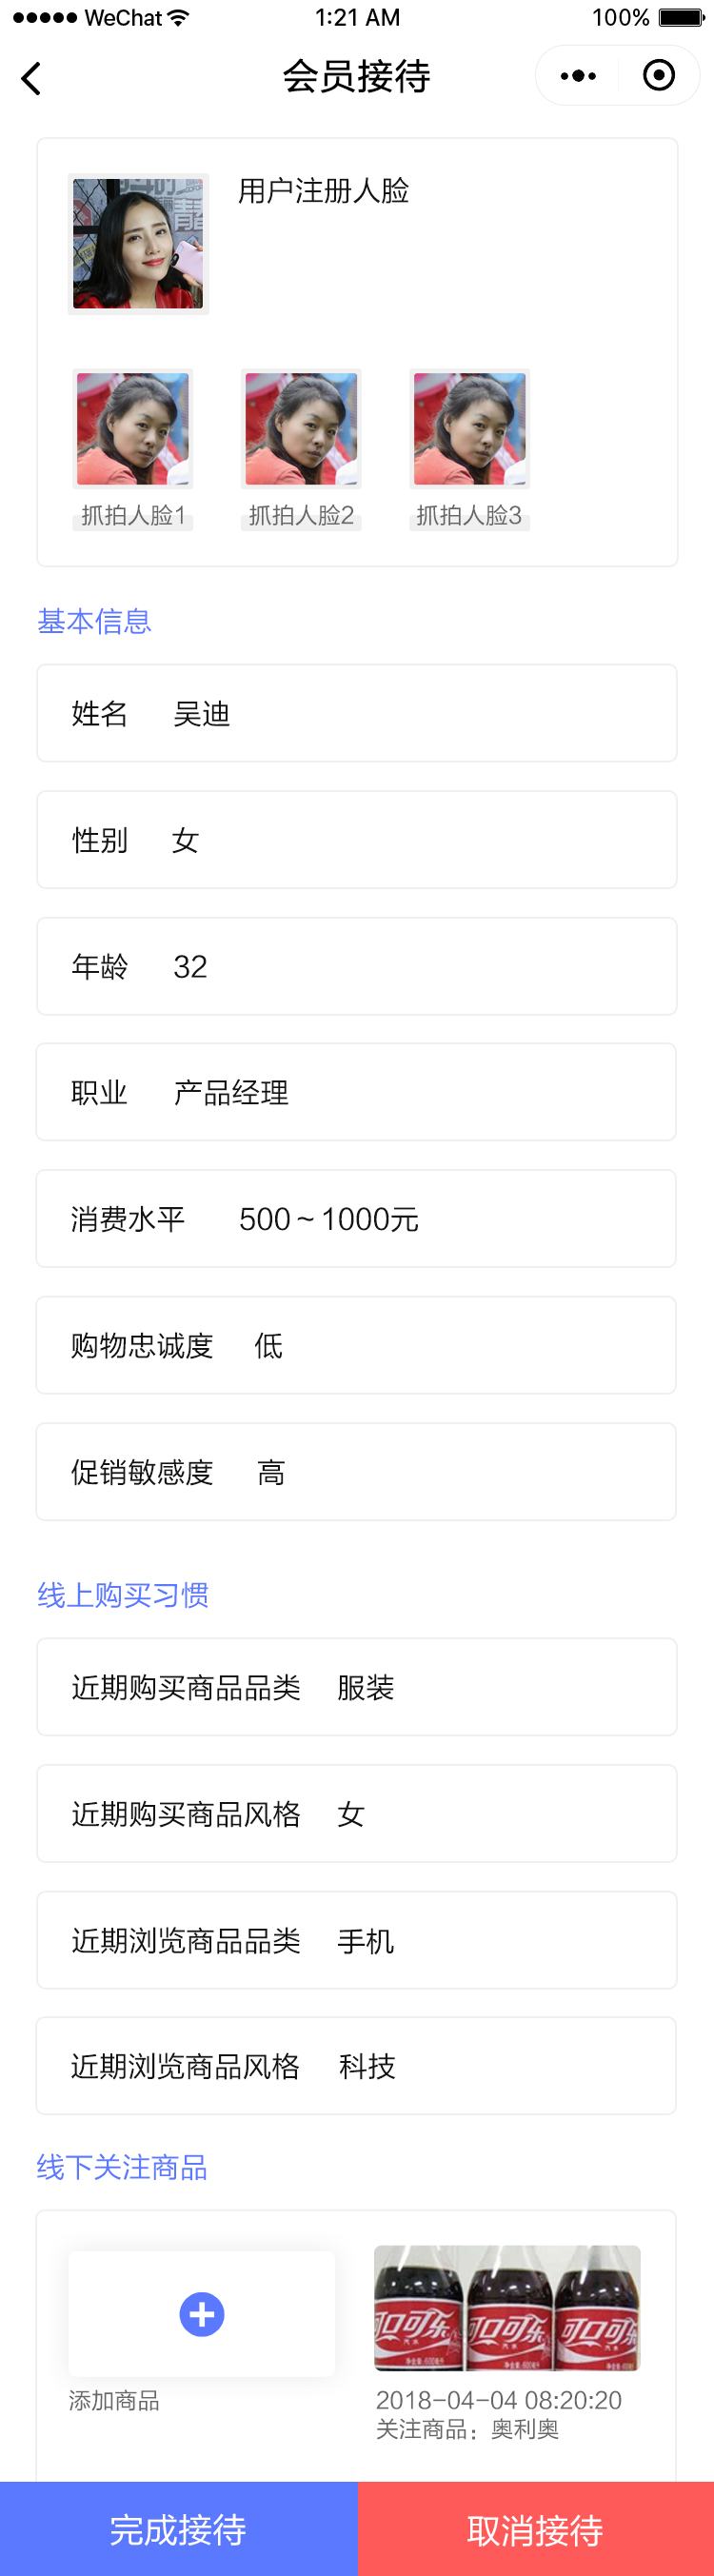 WeChat 1:21 AM 100%
会员接待
用户注册人脸
抓拍人脸1 抓拍人脸2 抓拍人脸3
基本信息
姓名 吴迪
性别 女
年龄 32
职业 产品经理
消费水平 500~1000元
购物忠诚度 低
促销敏感度 高
线上购买习惯
近期购买商品品类 服装
近期购买商品风格 女
近期浏览商品品类 手机
近期浏览商品风格 科技
线下关注商品
可口可乐 可口可乐 可口可乐
添加商品
2018-04-04 08:20:20
关注商品：奥利奥
完成接待 取消接待